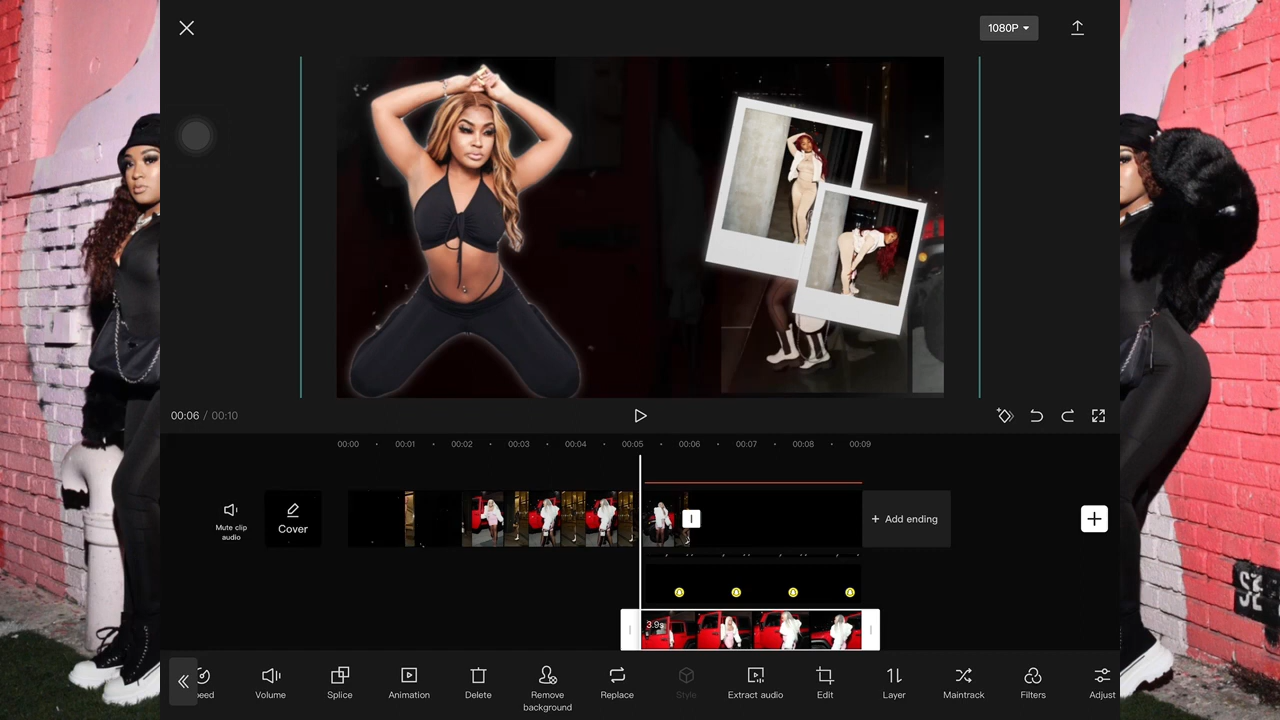 1080P
00:06 / 00:10
00:00 00:01 00:02 00:03 00:04 00:05 00:06 00:07 00:08 00:09
Mute clip
audio
Cover
+ Add ending
3.9s
eed Volume Splice Animation Delete Remove Replace Style Extract audio Edit Layer Maintrack Filters Adjust
background